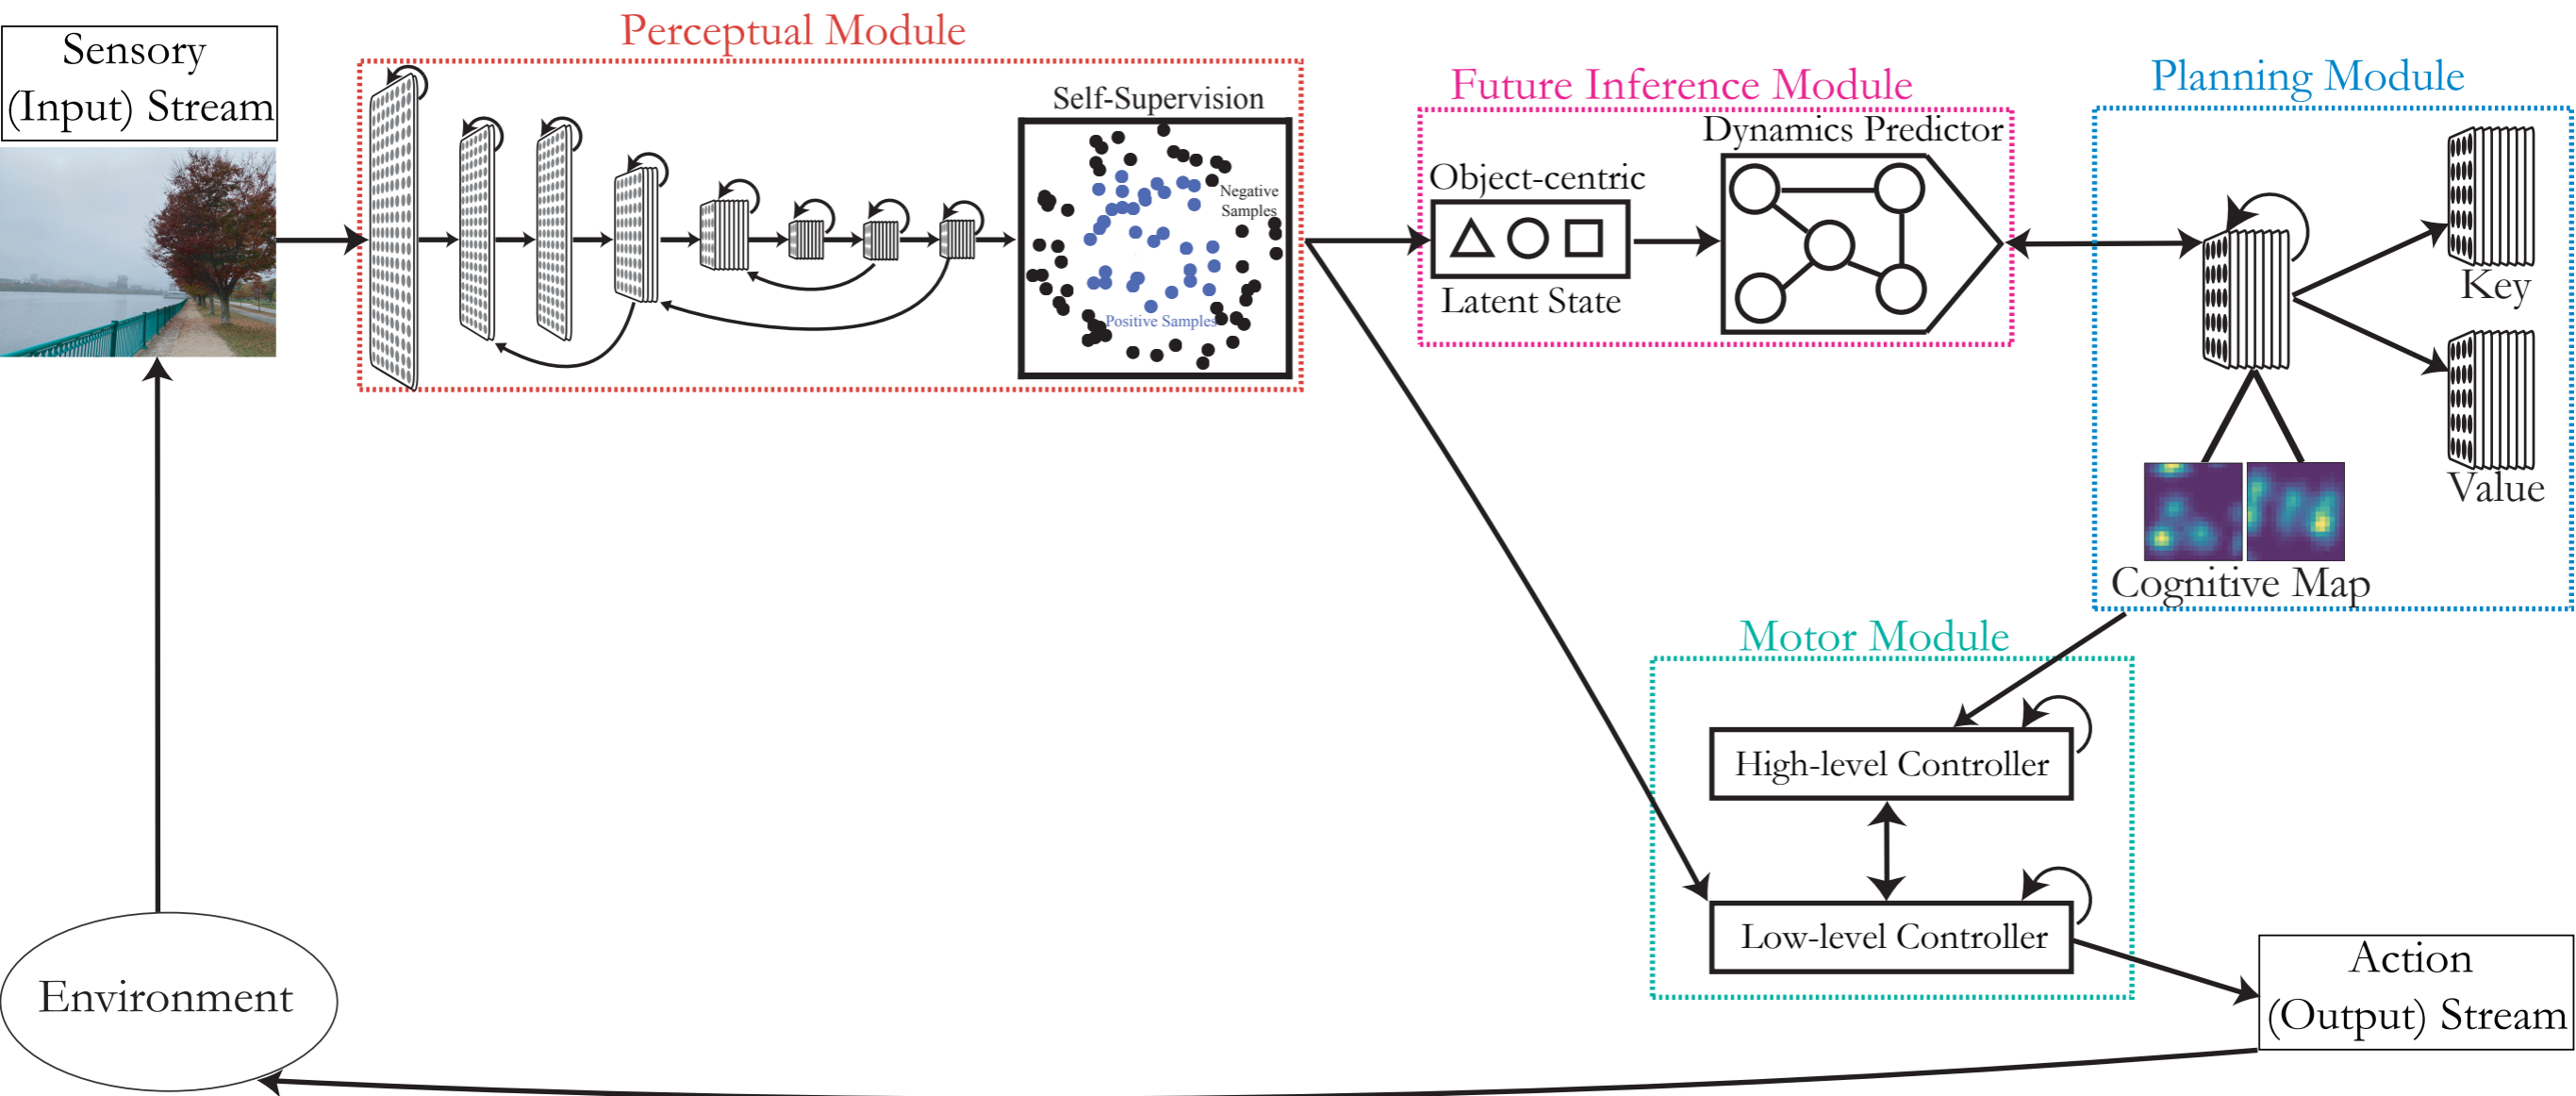 Sensory
(Input) Stream
Perceptual Module
Self-Supervision
Negative
Samples
Positive Samples
Future Inference Module
Dynamics Predictor
Object-centric
Latent State
Planning Module
Key
Value
Cognitive Map
Motor Module
High-level Controller
Low-level Controller
Action
(Output) Stream
Environment